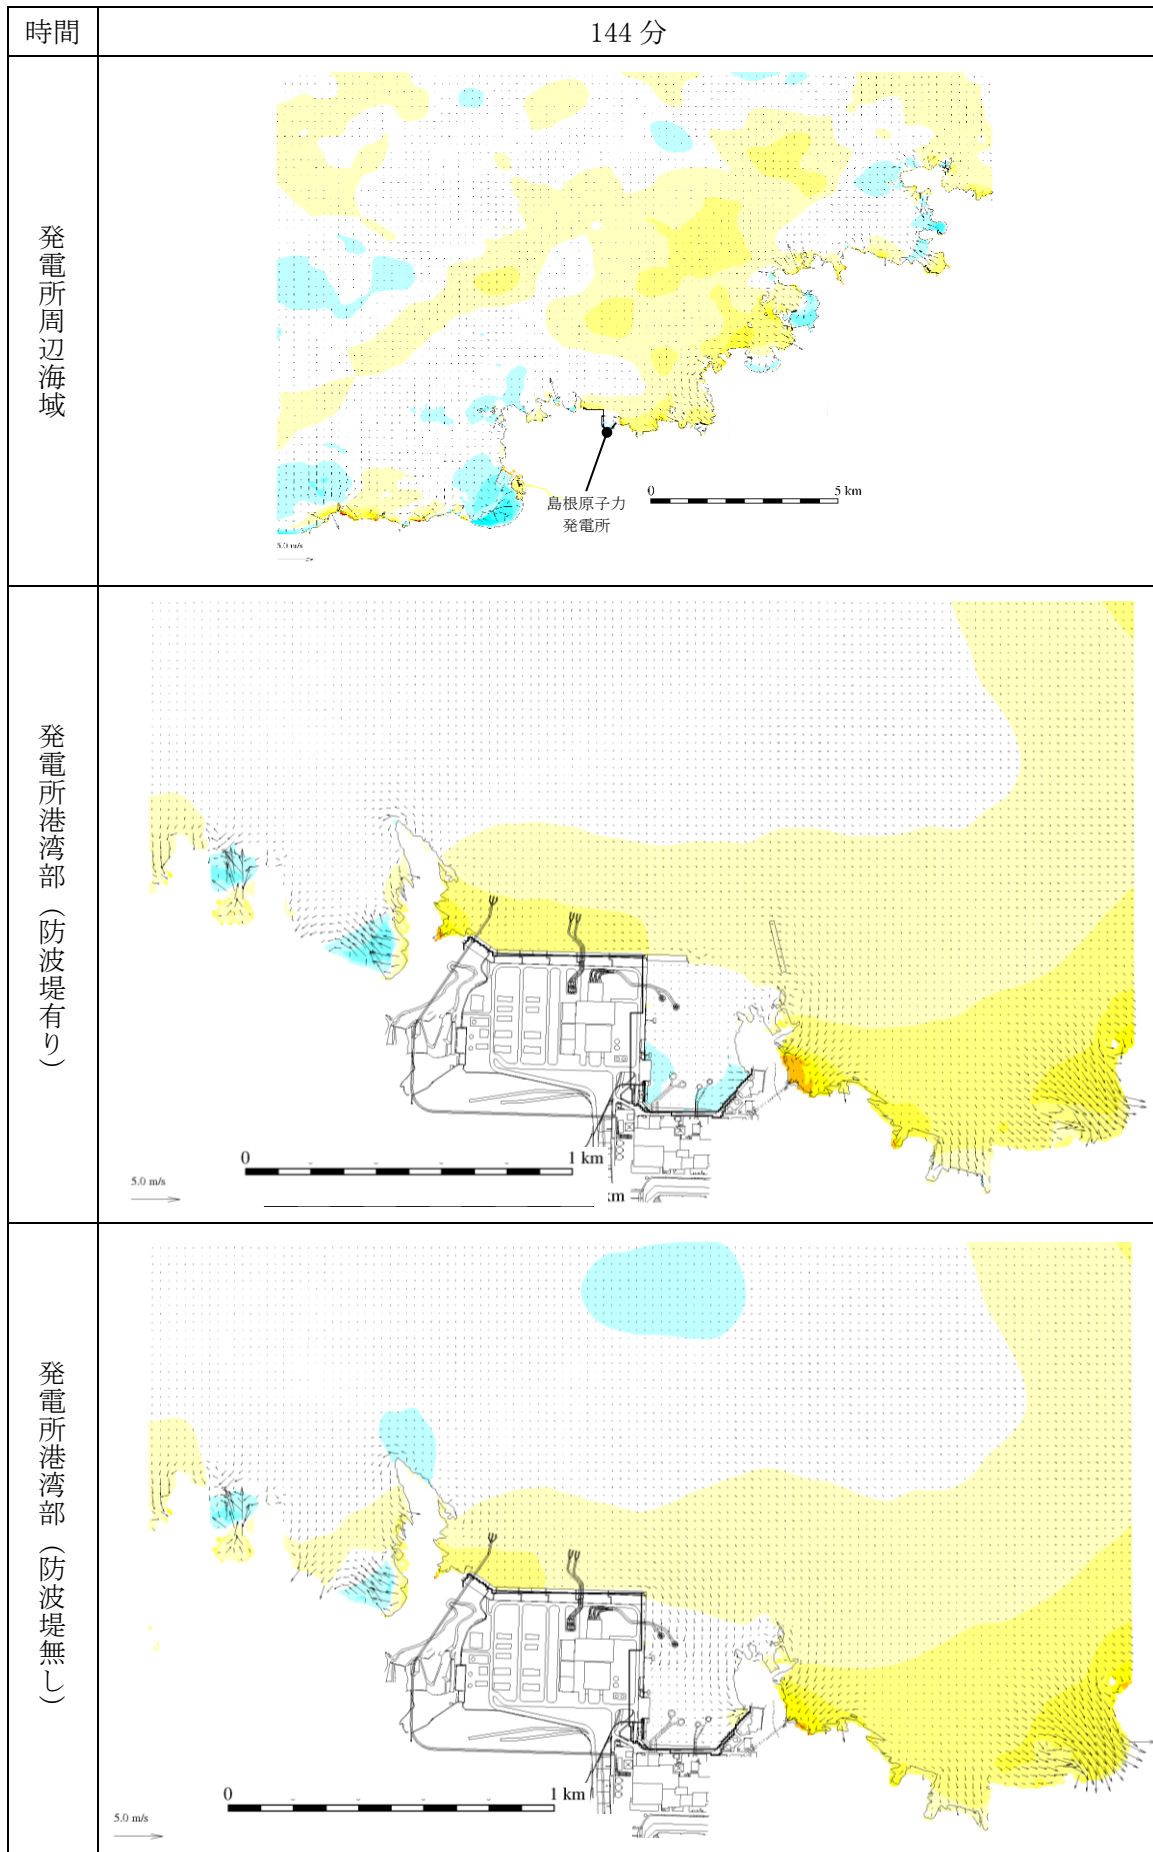 時間
144 分
発電所周辺海域
島根原子力
発電所
0
5 km
5.0 m/s
発電所港湾部（防波堤有り）
0
1 km
km
5.0 m/s
発電所港湾部（防波堤無し）
0
1 km
5.0 m/s